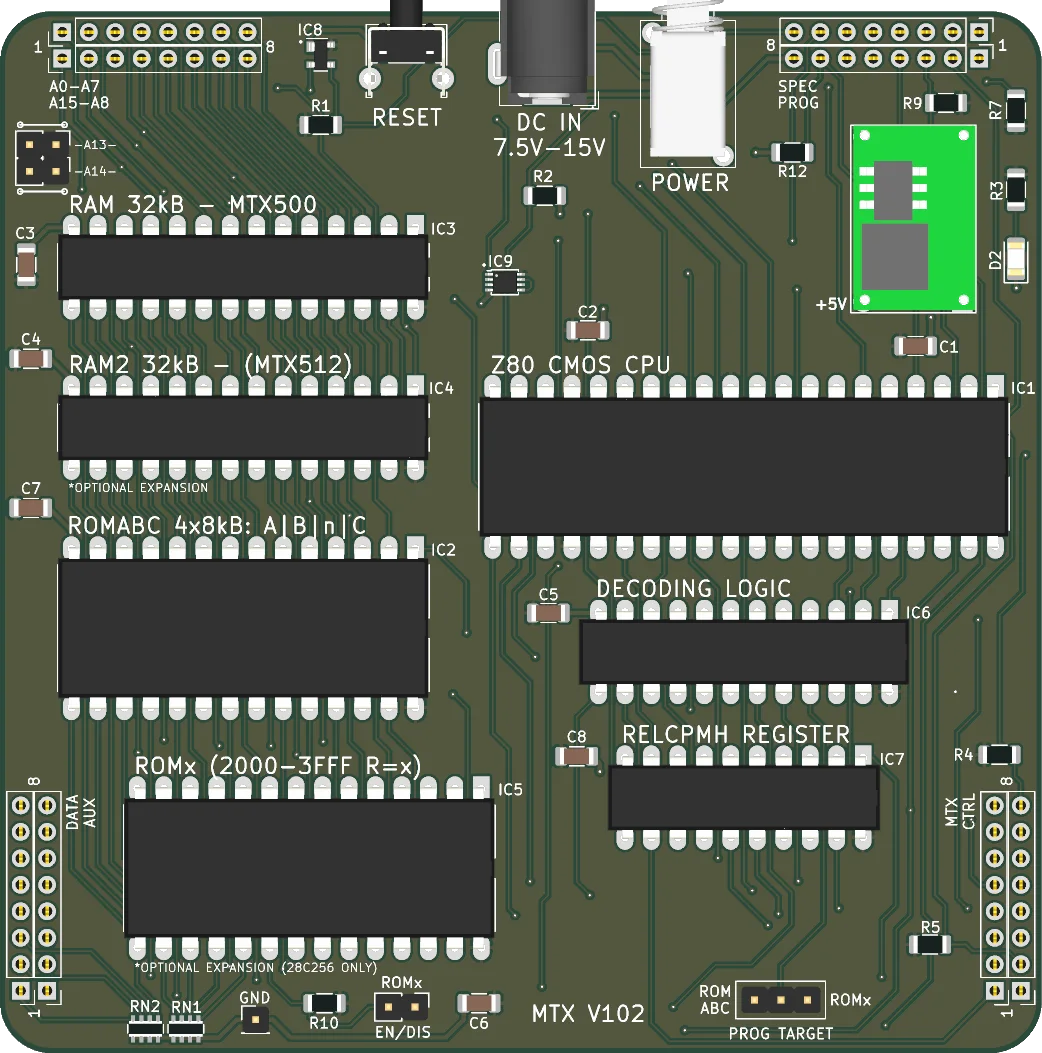 IC8
1
8
8
1
A0-A7
A15-A8
R1
RESET
DC IN
7.5V-15V
POWER
SPEC
PROG
R9
R7
-A13-
-A14-
R12
R2
R3
RAM 32kB - MTX500
IC3
C3
IC9
D2
+5V
C2
C4
C1
RAM2 32kB - (MTX512)
IC4
Z80 CMOS CPU
IC1
*OPTIONAL EXPANSION
C7
ROMABC 4x8kB: A|B|n|C
IC2
DECODING LOGIC
C5
IC6
C8
RELCPMH REGISTER
IC7
R4
ROMx (2000-3FFF R=x)
IC5
8
DATA
AUX
8
MTX
CTRL
R5
*OPTIONAL EXPANSION (28C256 ONLY)
ROMx
RN2
RN1
GND
R10
EN/DIS
C6
MTX V102
ROM
ABC
ROMx
PROG TARGET
1
1